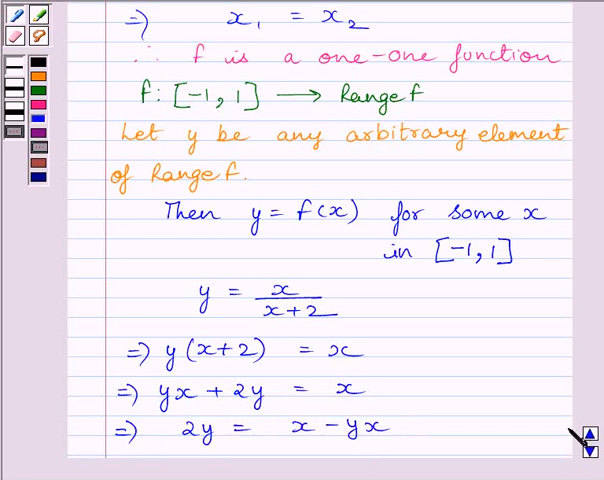 => x₁ = x₂
∴ f is a one-one function
f: [-1, 1] → Range f
Let y be any arbitrary element
of Range f.
Then y = f(x) for some x
in [-1, 1]
y = x/(x+2)
=> y(x+2) = x
=> yx + 2y = x
=> 2y = x - yx